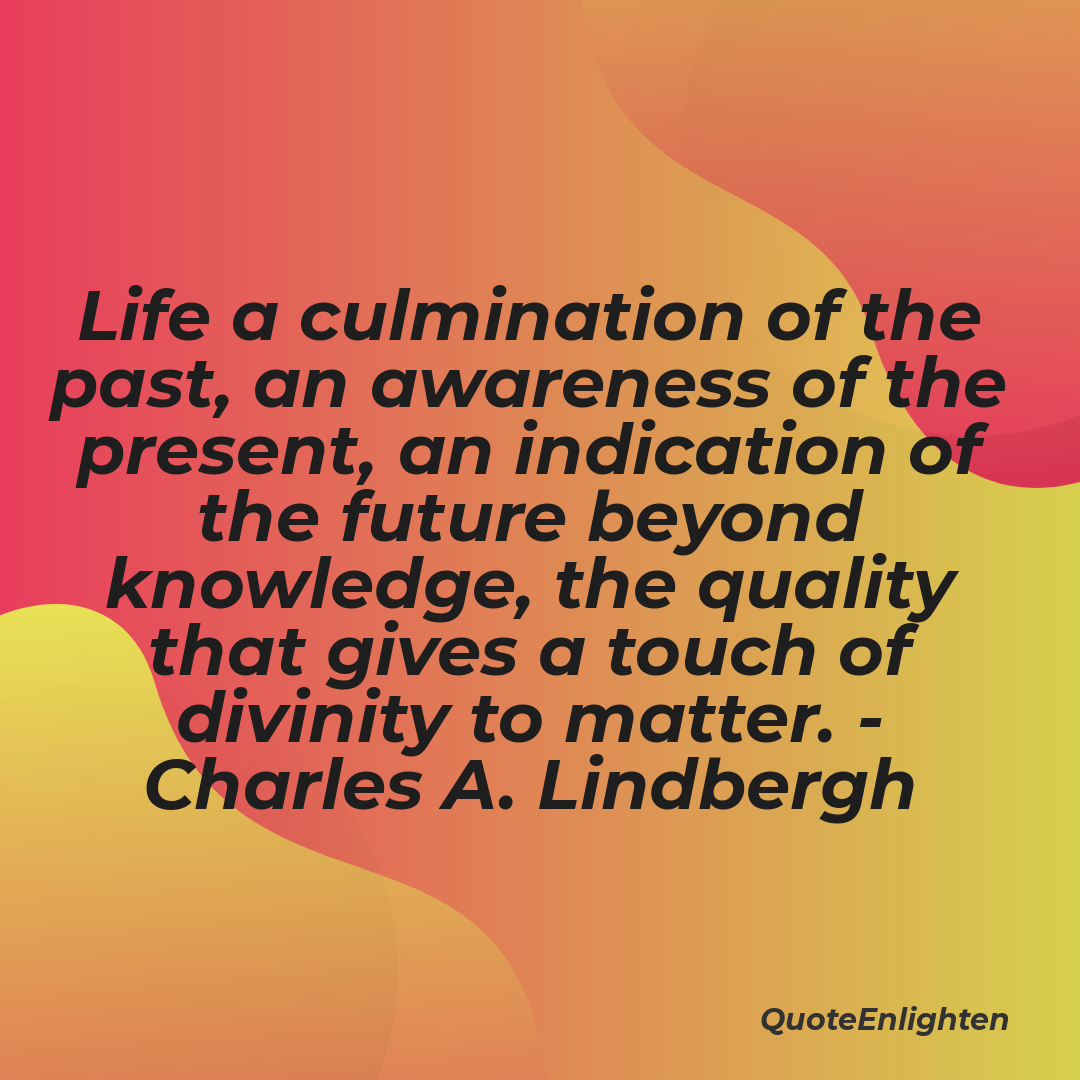 Life a culmination of the
past, an awareness of the
present, an indication of
the future beyond
knowledge, the quality
that gives a touch of
divinity to matter. -
Charles A. Lindbergh
QuoteEnlighten